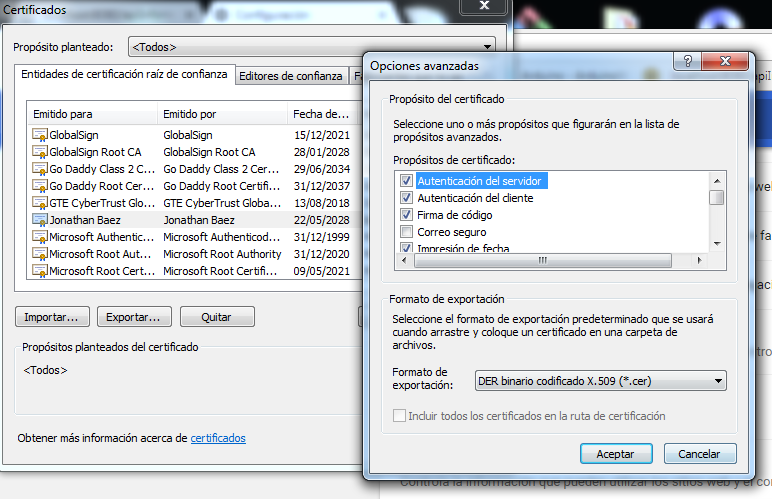 Certificados
Propósito planteado: <Todos>
Entidades de certificación raíz de confianza Editores de confianza
Emitido para Emitido por Fecha de...
GlobalSign GlobalSign 15/12/2021
GlobalSign Root CA GlobalSign Root CA 28/01/2028
Go Daddy Class 2 C... Go Daddy Class 2 Cer... 29/06/2034
Go Daddy Root Cer... Go Daddy Root Certifi... 31/12/2037
GTE CyberTrust Glo... GTE CyberTrust Globa... 13/08/2018
Jonathan Baez Jonathan Baez 22/05/2028
Microsoft Authentic... Microsoft Authenticod... 31/12/1999
Microsoft Root Aut... Microsoft Root Authority 31/12/2020
Microsoft Root Cert... Microsoft Root Certifi... 09/05/2021
Importar... Exportar... Quitar
Propósitos planteados del certificado
<Todos>
Obtener más información acerca de certificados
Opciones avanzadas
Propósito del certificado
Seleccione uno o más propósitos que figurarán en la lista de
propósitos avanzados.
Propósitos de certificado:
Autenticación del servidor
Autenticación del cliente
Firma de código
Correo seguro
Impresión de fecha
Formato de exportación
Seleccione el formato de exportación predeterminado que se usará
cuando arrastre y coloque un certificado en una carpeta de
archivos.
Formato de
exportación:
DER binario codificado X.509 (*.cer)
Incluir todos los certificados en la ruta de certificación
Aceptar Cancelar
Controla la información que pueden utilizar los sitios web y el